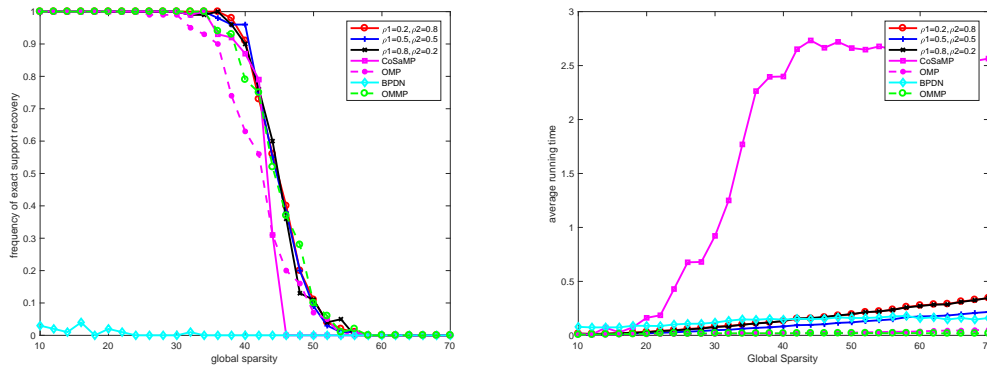 frequency of exact support recovery
1
0.9
0.8
0.7
0.6
0.5
0.4
0.3
0.2
0.1
0
10 20 30 40 50 60 70
global sparsity
ρ1=0.2,ρ2=0.8
ρ1=0.5,ρ2=0.5
ρ1=0.8,ρ2=0.2
CoSaMP
OMP
BPDN
OMMP
average running time
3
2.5
2
1.5
1
0.5
0
10 20 30 40 50 60 70
Global Sparsity
ρ1=0.2,ρ2=0.8
ρ1=0.5,ρ2=0.5
ρ1=0.8,ρ2=0.2
CoSaMP
OMP
BPDN
OMMP